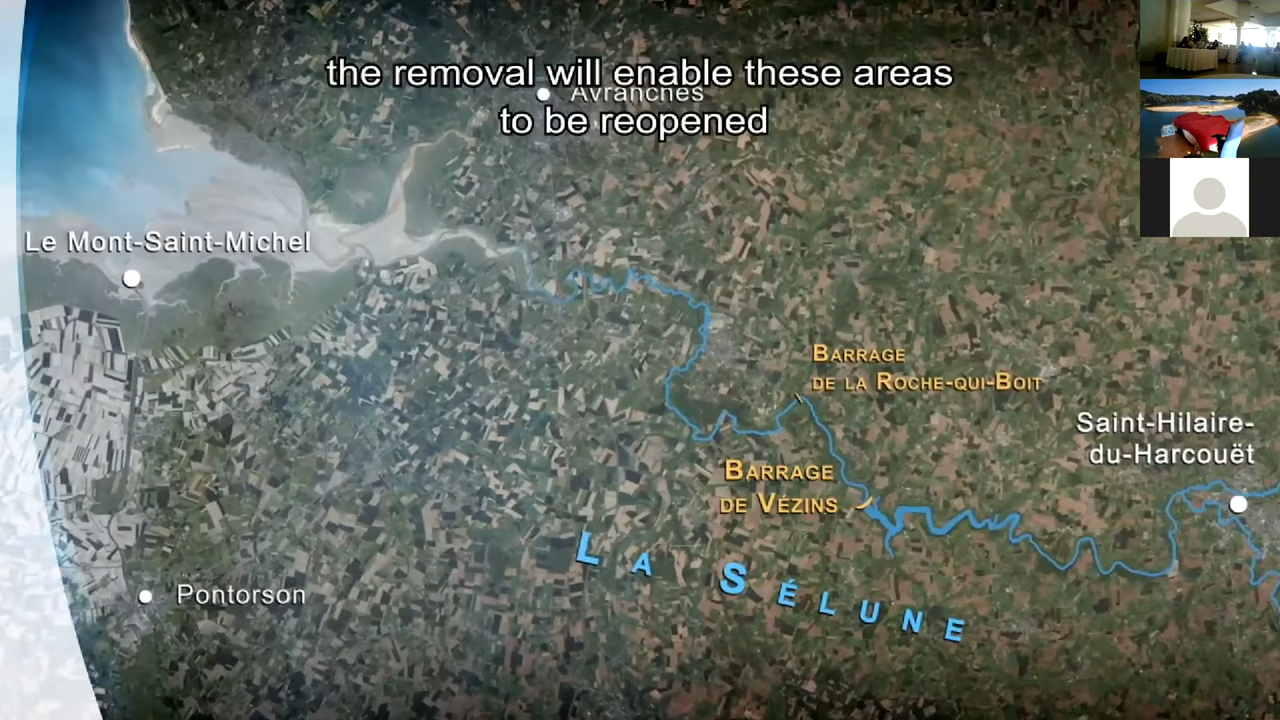 the removal will enable these areas
Avranches
to be reopened
Le Mont-Saint-Michel
Barrage
de la Roche-qui-Boit
Saint-Hilaire-
du-Harcouët
Barrage
de Vézins
La Sélune
Pontorson